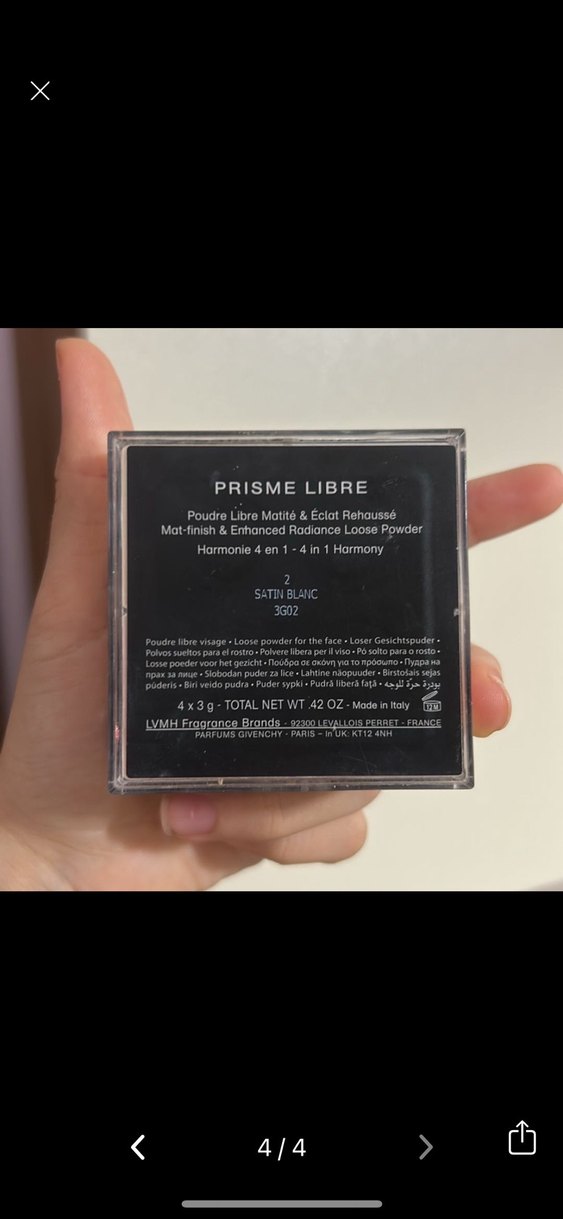 PRISME LIBRE
Poudre Libre Matité & Éclat Rehaussé
Mat-finish & Enhanced Radiance Loose Powder
Harmonie 4 en 1 - 4 in 1 Harmony
2
SATIN BLANC
3G02
Poudre libre visage • Loose powder for the face • Loser Gesichtspuder •
Polvos sueltos para el rostro • Polvere libera per il viso • Pó solto para o rosto •
Losse poeder voor het gezicht • Πούδρα σε σκόνη για το πρόσωπο • Пудра на
прах за лице • Slobodan puder za lice • Lahtine näopuuder • Birstošais sejas
pūderis • Biri veido pudra • Puder sypki • Pudră liberă față • بودرة حرّة للوجه
4 x 3 g - TOTAL NET WT .42 OZ - Made in Italy
12 M
LVMH Fragrance Brands - 92300 LEVALLOIS PERRET - FRANCE
PARFUMS GIVENCHY - PARIS – In UK: KT12 4NH
4 / 4